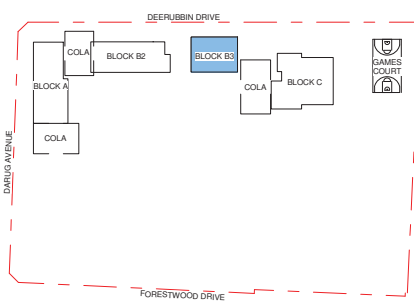 DEERUBBIN DRIVE
COLA
BLOCK B2
BLOCK B3
GAMES
COURT
BLOCK A
COLA
BLOCK C
COLA
DARUG AVENUE
FORESTWOOD DRIVE